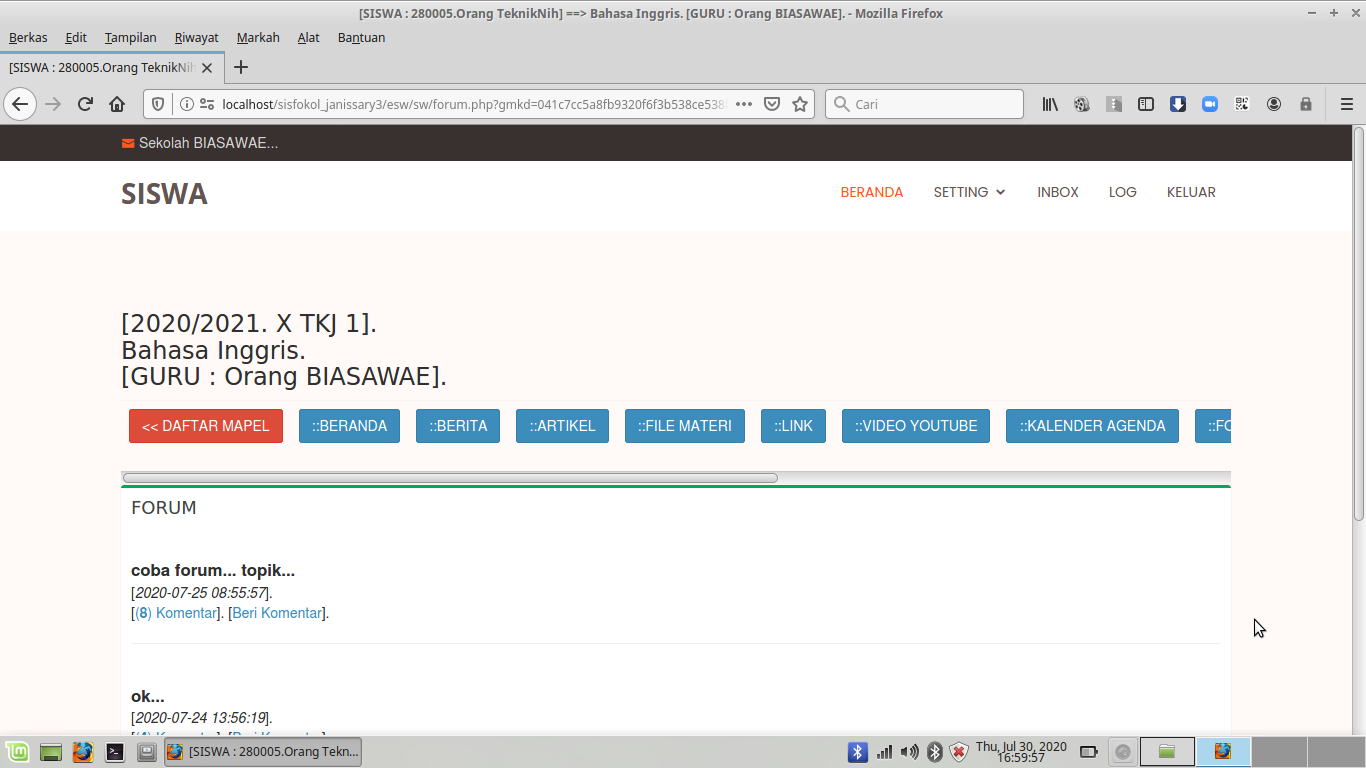 [SISWA : 280005.Orang TeknikNih] ==> Bahasa Inggris. [GURU : Orang BIASAWAE]. - Mozilla Firefox
Berkas Edit Tampilan Riwayat Markah Alat Bantuan
[SISWA : 280005.Orang TeknikNih
localhost/sisfokol_janissary3/esw/sw/forum.php?gmkd=041c7cc5a8fb9320f6f3b538ce538 Cari
Sekolah BIASAWAE...
SISWA BERANDA SETTING INBOX LOG KELUAR
[2020/2021. X TKJ 1].
Bahasa Inggris.
[GURU : Orang BIASAWAE].
<< DAFTAR MAPEL ::BERANDA ::BERITA ::ARTIKEL ::FILE MATERI ::LINK ::VIDEO YOUTUBE ::KALENDER AGENDA ::FO
FORUM
coba forum... topik...
[2020-07-25 08:55:57].
[(8) Komentar]. [Beri Komentar].
ok...
[2020-07-24 13:56:19].
[SISWA : 280005.Orang Tekn... Thu, Jul 30, 2020
16:59:57